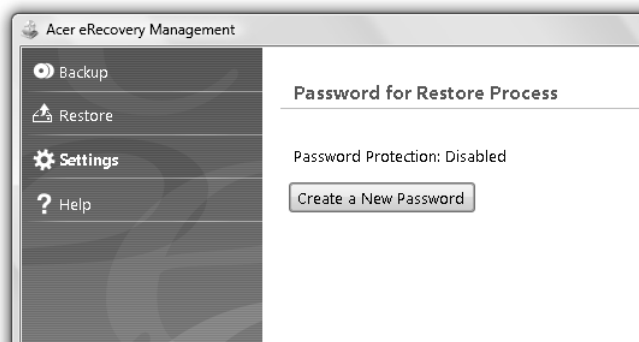 Acer eRecovery Management
Backup
Restore
Settings
? Help
Password for Restore Process
Password Protection: Disabled
Create a New Password